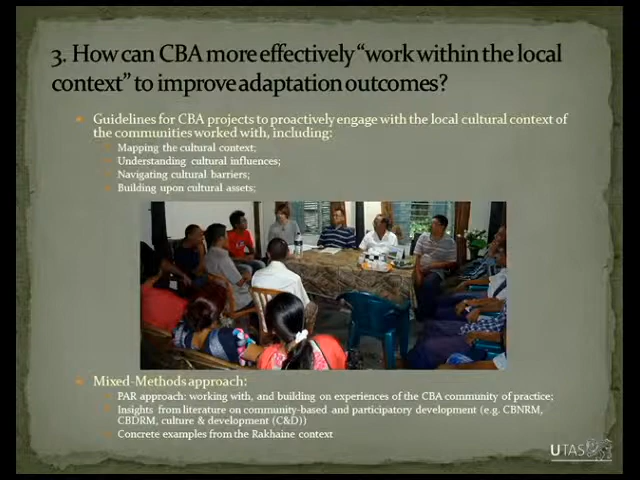 3. How can CBA more effectively “work within the local
context” to improve adaptation outcomes?
Guidelines for CBA projects to proactively engage with the local cultural context of
the communities worked with, including:
Mapping the cultural context;
Understanding cultural influences;
Navigating cultural barriers;
Building upon cultural assets;
Mixed-Methods approach:
PAR approach: working with, and building on experiences of the CBA community of practice;
Insights from literature on community-based and participatory development (e.g. CBNRM,
CBDRM, culture & development (C&D))
Concrete examples from the Rakhaine context
UTAS